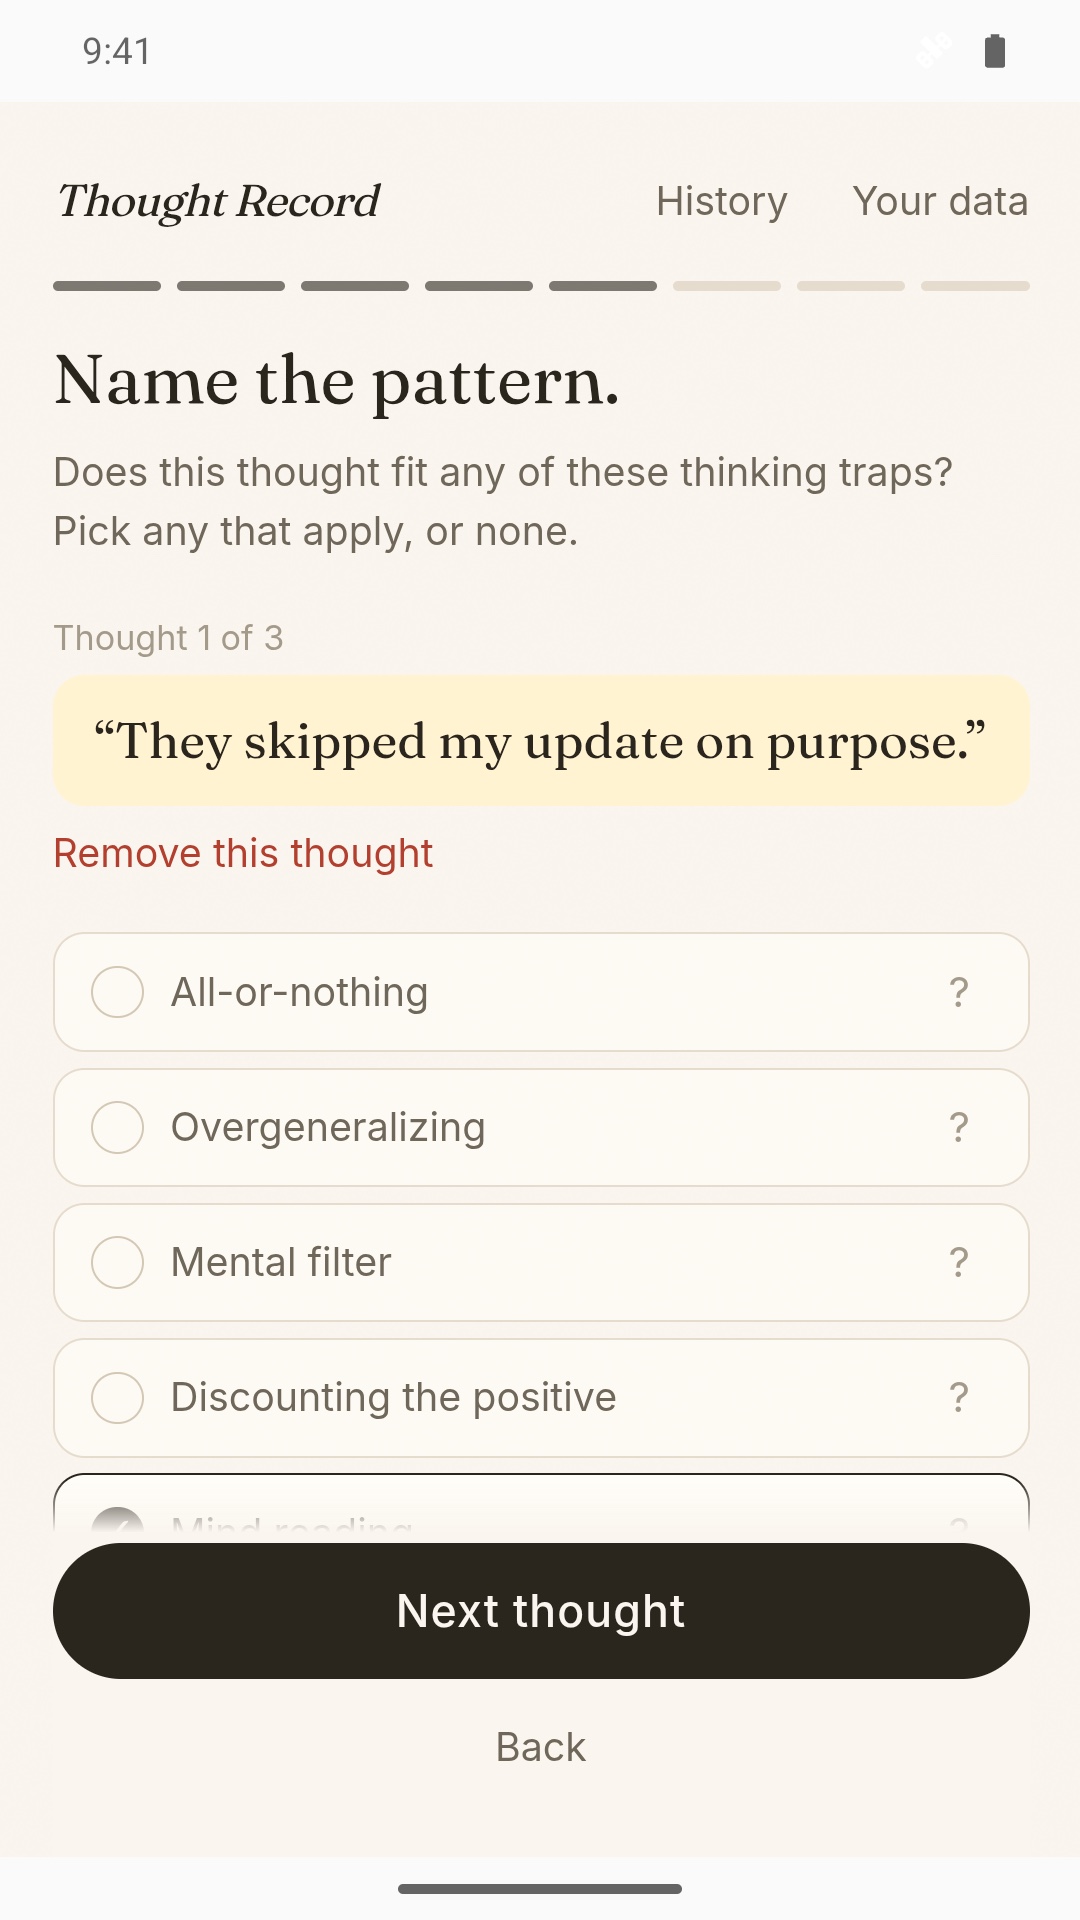 9:41
Thought Record
History
Your data
Name the pattern.
Does this thought fit any of these thinking traps?
Pick any that apply, or none.
Thought 1 of 3
“They skipped my update on purpose.”
Remove this thought
All-or-nothing ?
Overgeneralizing ?
Mental filter ?
Discounting the positive ?
Mind reading ?
Next thought
Back